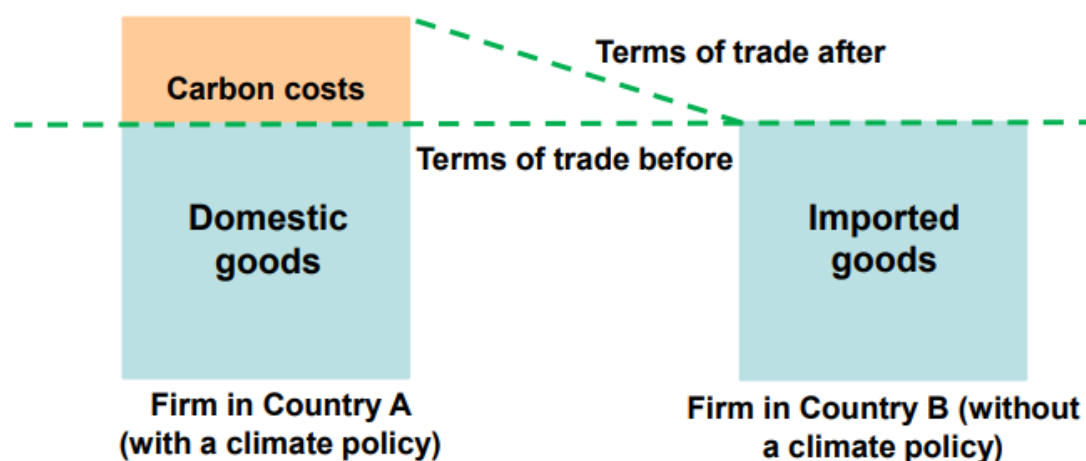 Terms of trade after
Carbon costs
Terms of trade before
Domestic
goods
Imported
goods
Firm in Country A
(with a climate policy)
Firm in Country B (without
a climate policy)